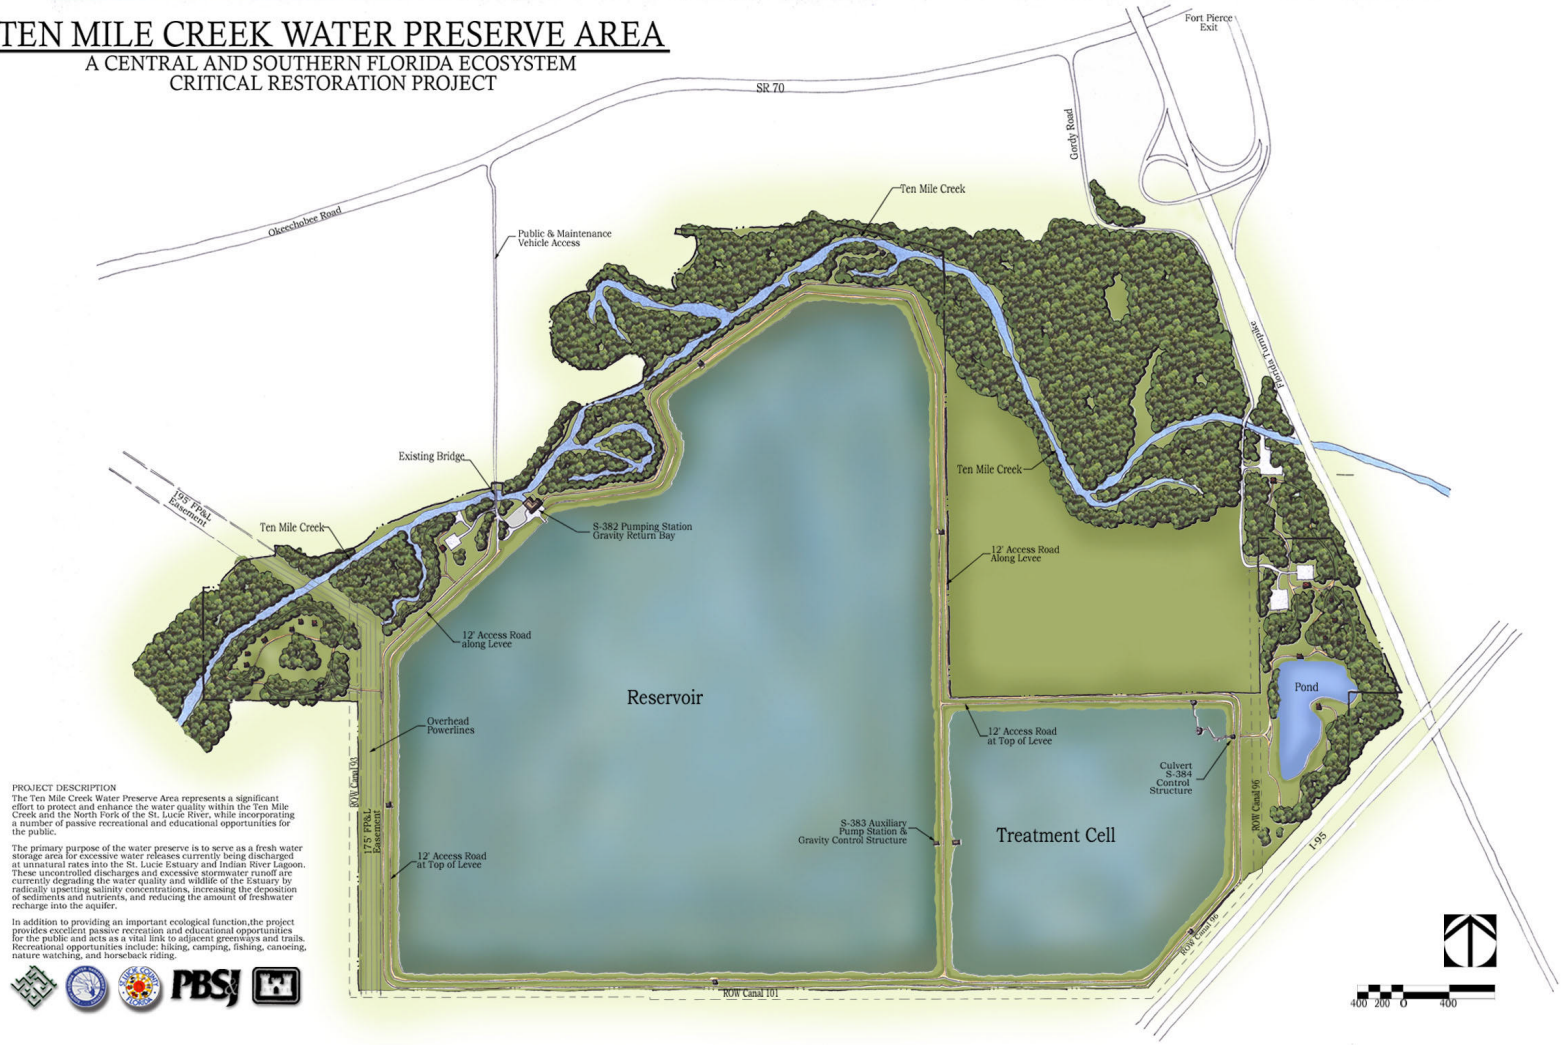 TEN MILE CREEK WATER PRESERVE AREA
A CENTRAL AND SOUTHERN FLORIDA ECOSYSTEM
CRITICAL RESTORATION PROJECT
Fort Pierce
Exit
SR 70
Gordy Road
Okeechobee Road
Ten Mile Creek
Public & Maintenance
Vehicle Access
Florida Turnpike
Existing Bridge
195' FP&L
Easement
Ten Mile Creek
Ten Mile Creek
S-382 Pumping Station
Gravity Return Bay
12' Access Road
Along Levee
12' Access Road
along Levee
Reservoir
Pond
Overhead
Powerlines
12' Access Road
at Top of Levee
Culvert
S-384
Control
Structure
ROW Canal 93
ROW Canal 96
175' FP&L
Easement
S-383 Auxiliary
Pump Station &
Gravity Control Structure
Treatment Cell
I-95
12' Access Road
at Top of Levee
ROW Canal 96
ROW Canal 101
PROJECT DESCRIPTION
The Ten Mile Creek Water Preserve Area represents a significant
effort to protect and enhance the water quality within the Ten Mile
Creek and the North Fork of the St. Lucie River, while incorporating
a number of passive recreational and educational opportunities for
the public.
The primary purpose of the water preserve is to serve as a fresh water
storage area for excessive water releases currently being discharged
at unnatural rates into the St. Lucie Estuary and Indian River Lagoon.
These uncontrolled discharges and excessive stormwater runoff are
currently degrading the water quality and wildlife of the Estuary by
radically upsetting salinity concentrations, increasing the deposition
of sediments and nutrients, and reducing the amount of freshwater
recharge into the aquifer.
In addition to providing an important ecological function,the project
provides excellent passive recreation and educational opportunities
for the public and acts as a vital link to adjacent greenways and trails.
Recreational opportunities include: hiking, camping, fishing, canoeing,
nature watching, and horseback riding.
ST. LUCIE COUNTY
FLORIDA
PBSJ
400 200 0 400